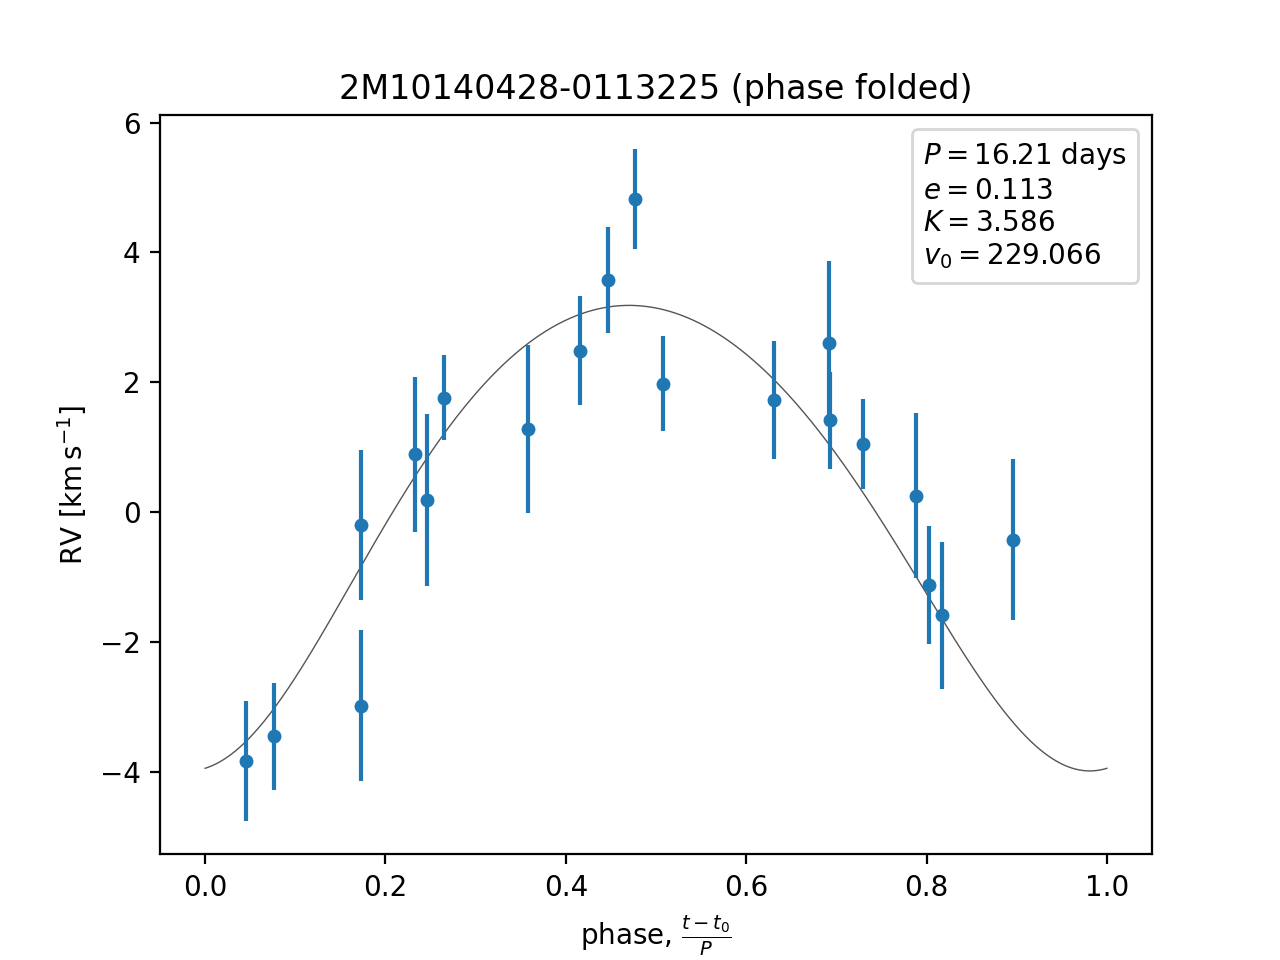 2M10140428-0113225 (phase folded)
P = 16.21 days
e = 0.113
K = 3.586
v₀ = 229.066
6
4
2
0
−2
−4
RV [km s⁻¹]
0.0 0.2 0.4 0.6 0.8 1.0
phase, (t − t₀)/P